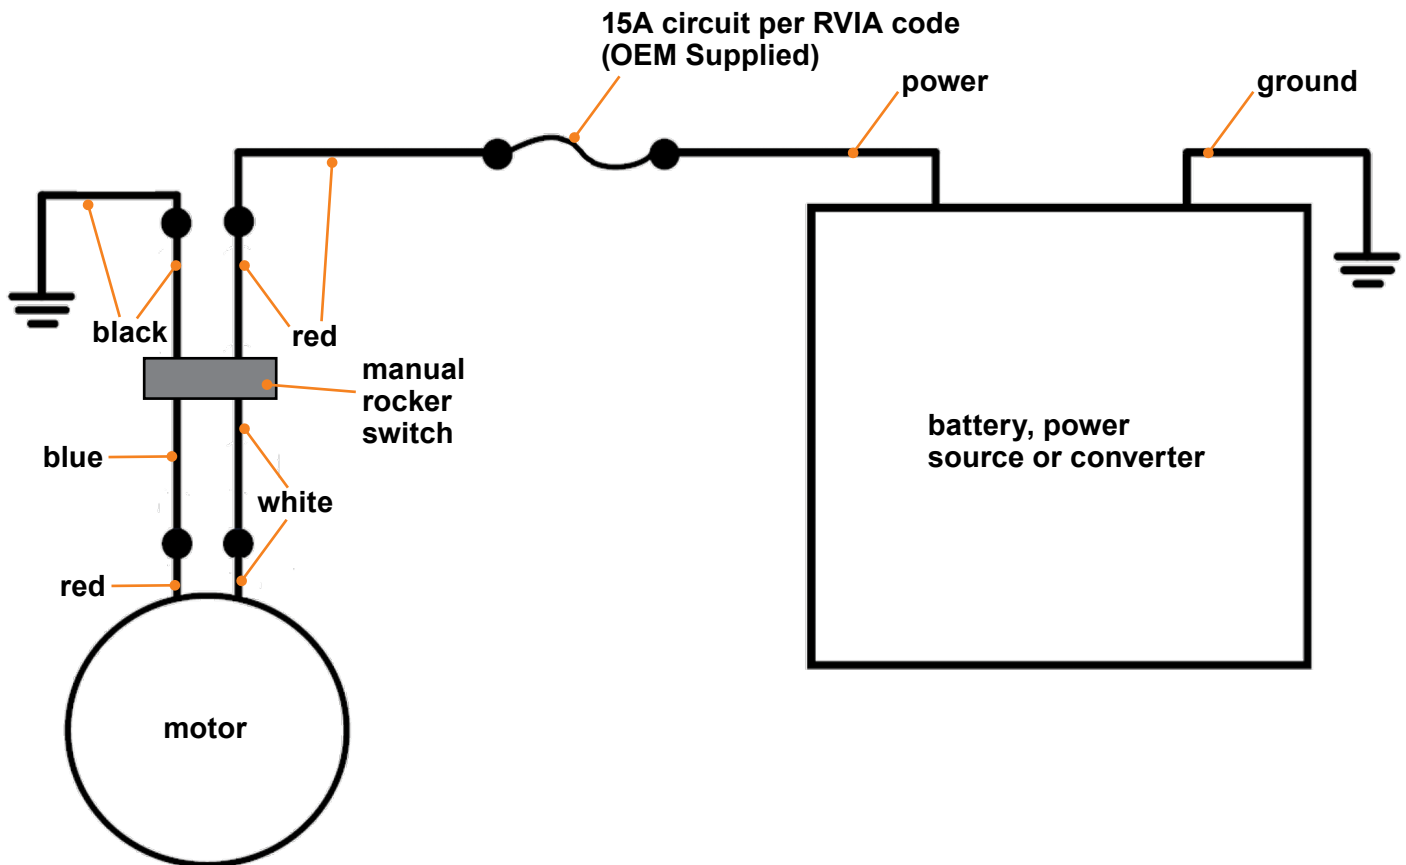 15A circuit per RVIA code
(OEM Supplied)
power
ground
black
red
manual
rocker
switch
blue
white
red
battery, power
source or converter
motor